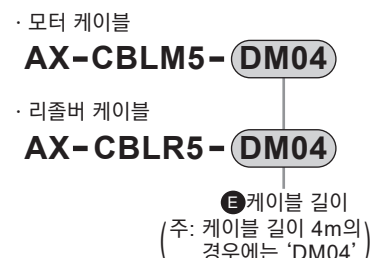 · 모터 케이블
AX-CBLM5-DM04
· 리졸버 케이블
AX-CBLR5-DM04
E케이블 길이
(주: 케이블 길이 4m의
경우에는 ‘DM04’)